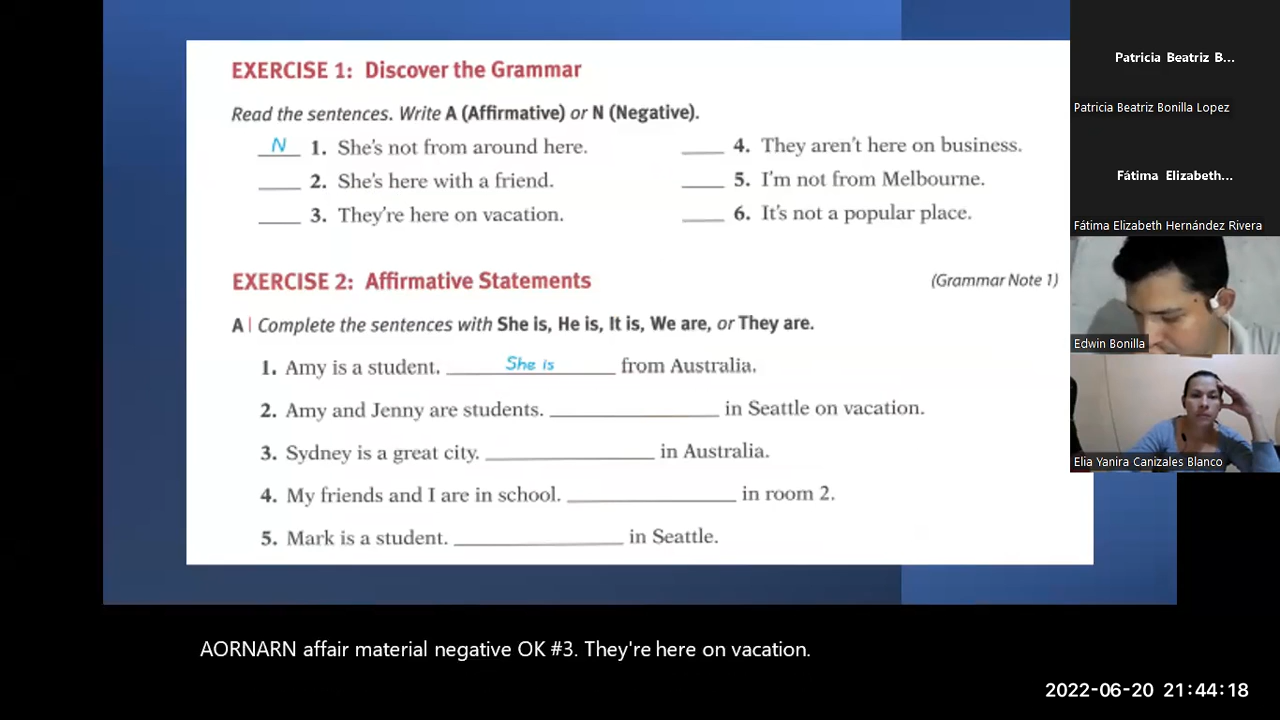 EXERCISE 1: Discover the Grammar
Read the sentences. Write A (Affirmative) or N (Negative).
N 1. She's not from around here.
____ 2. She's here with a friend.
____ 3. They're here on vacation.
____ 4. They aren't here on business.
____ 5. I'm not from Melbourne.
____ 6. It's not a popular place.
EXERCISE 2: Affirmative Statements (Grammar Note 1)
A | Complete the sentences with She is, He is, It is, We are, or They are.
1. Amy is a student. She is from Australia.
2. Amy and Jenny are students. ____ in Seattle on vacation.
3. Sydney is a great city. ____ in Australia.
4. My friends and I are in school. ____ in room 2.
5. Mark is a student. ____ in Seattle.
Patricia Beatriz B...
Patricia Beatriz Bonilla Lopez
Fátima Elizabeth...
Fátima Elizabeth Hernández Rivera
Edwin Bonilla
Elia Yanira Canizales Blanco
AORNARN affair material negative OK #3. They're here on vacation.
2022-06-20 21:44:18